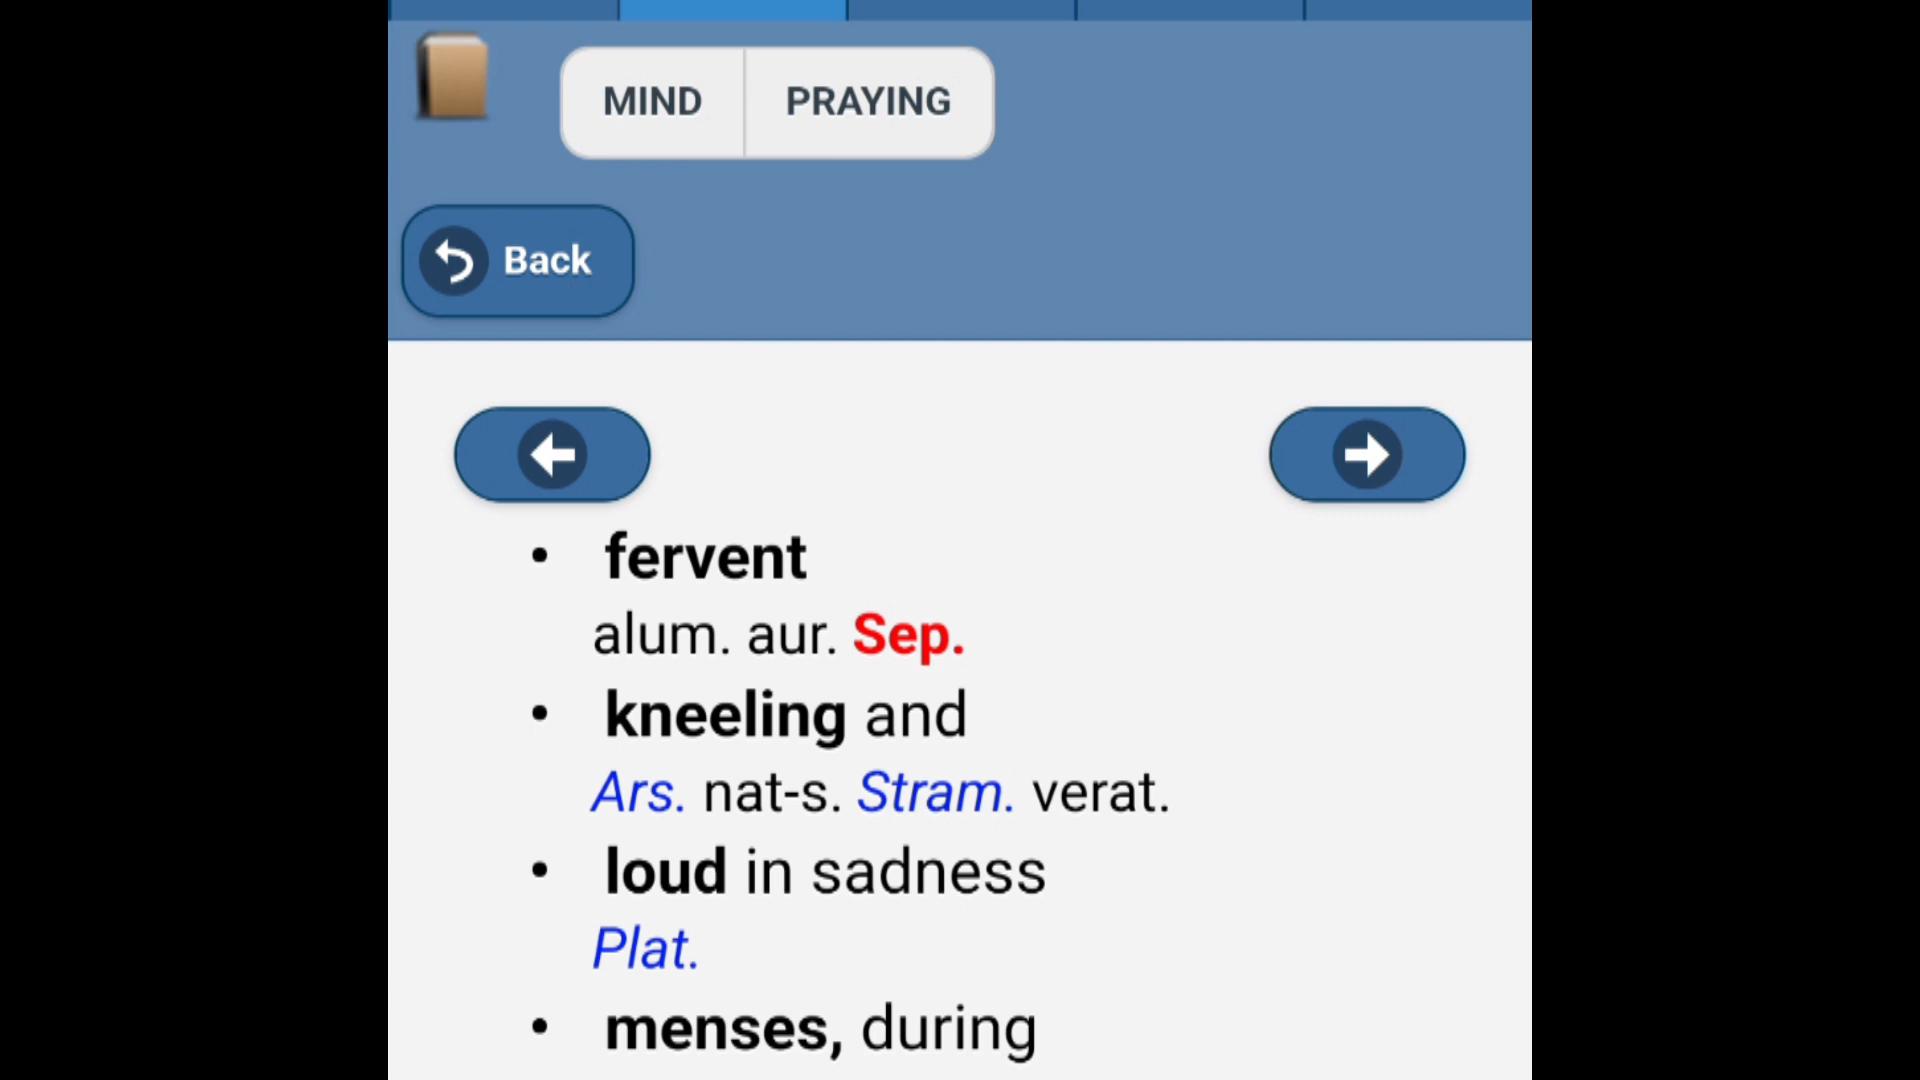 MIND PRAYING
Back
• fervent
alum. aur. Sep.
• kneeling and
Ars. nat-s. Stram. verat.
• loud in sadness
Plat.
• menses, during